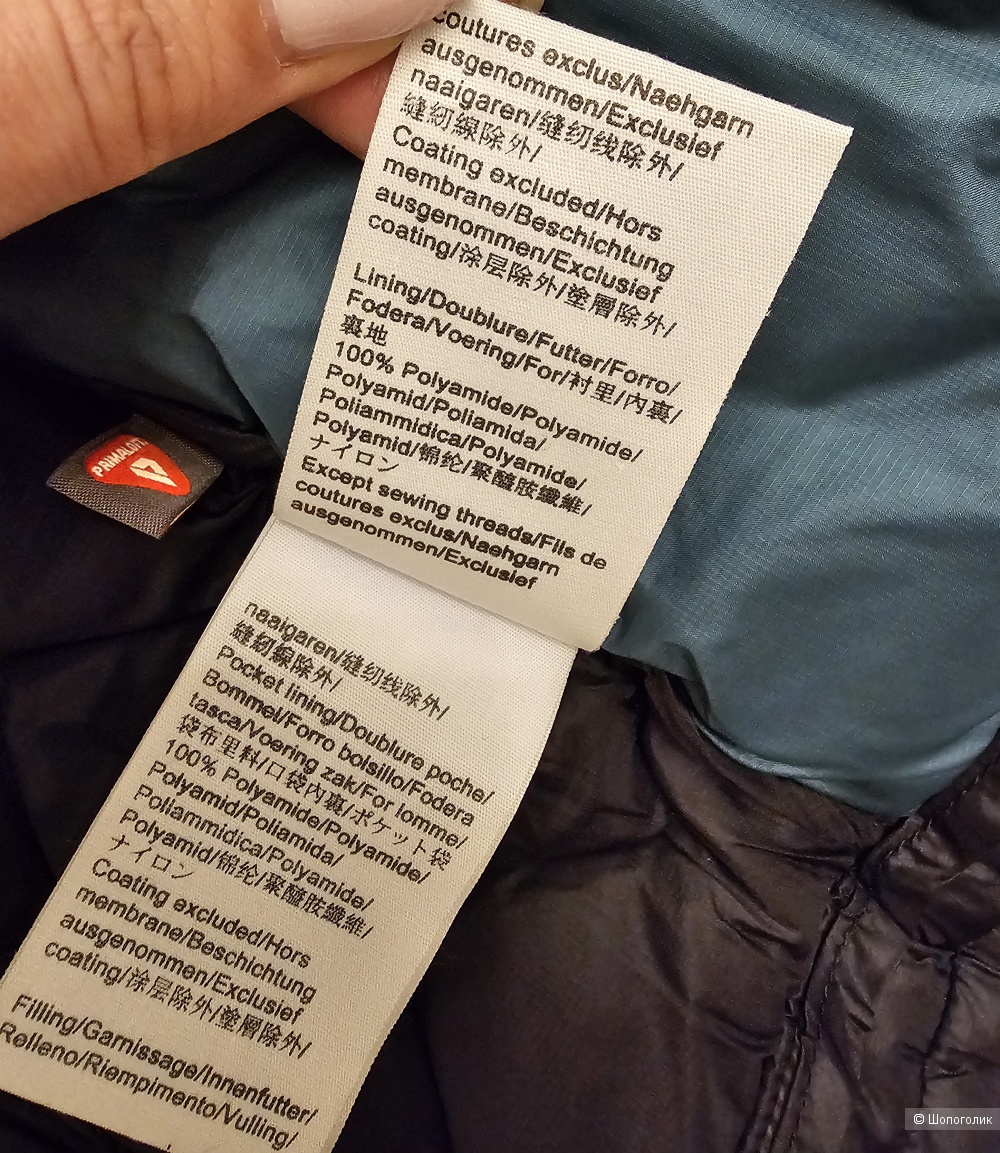 coutures exclus/Naehgarn
ausgenommen/Exclusief
naaigaren/缝纫线除外/
縫紉線除外/
Coating excluded/Hors
membrane/Beschichtung
ausgenommen/Exclusief
coating/涂层除外/塗層除外/
Lining/Doublure/Futter/Forro/
Fodera/Voering/For/衬里/內裏/
裏地
100% Polyamide/Polyamide/
Polyamid/Poliamida/
Poliammidica/Polyamide/
Polyamid/锦纶/聚醯胺纖維/
ナイロン
Except sewing threads/Fils de
coutures exclus/Naehgarn
ausgenommen/Exclusief
naaigaren/缝纫线除外/
縫紉線除外/
Pocket lining/Doublure poche/
Bommel/Forro bolsillo/Fodera
tasca/Voering zak/For lomme/
袋布里料/口袋內裏/ポケット袋
100% Polyamide/Polyamide/
Polyamid/Poliamida/
Poliammidica/Polyamide/
Polyamid/锦纶/聚醯胺纖維/
ナイロン
Coating excluded/Hors
membrane/Beschichtung
ausgenommen/Exclusief
coating/涂层除外/塗層除外/
Filling/Garnissage/Innenfutter/
Relleno/Riempimento/Vulling/
PRIMALOFT
© Шопоголик